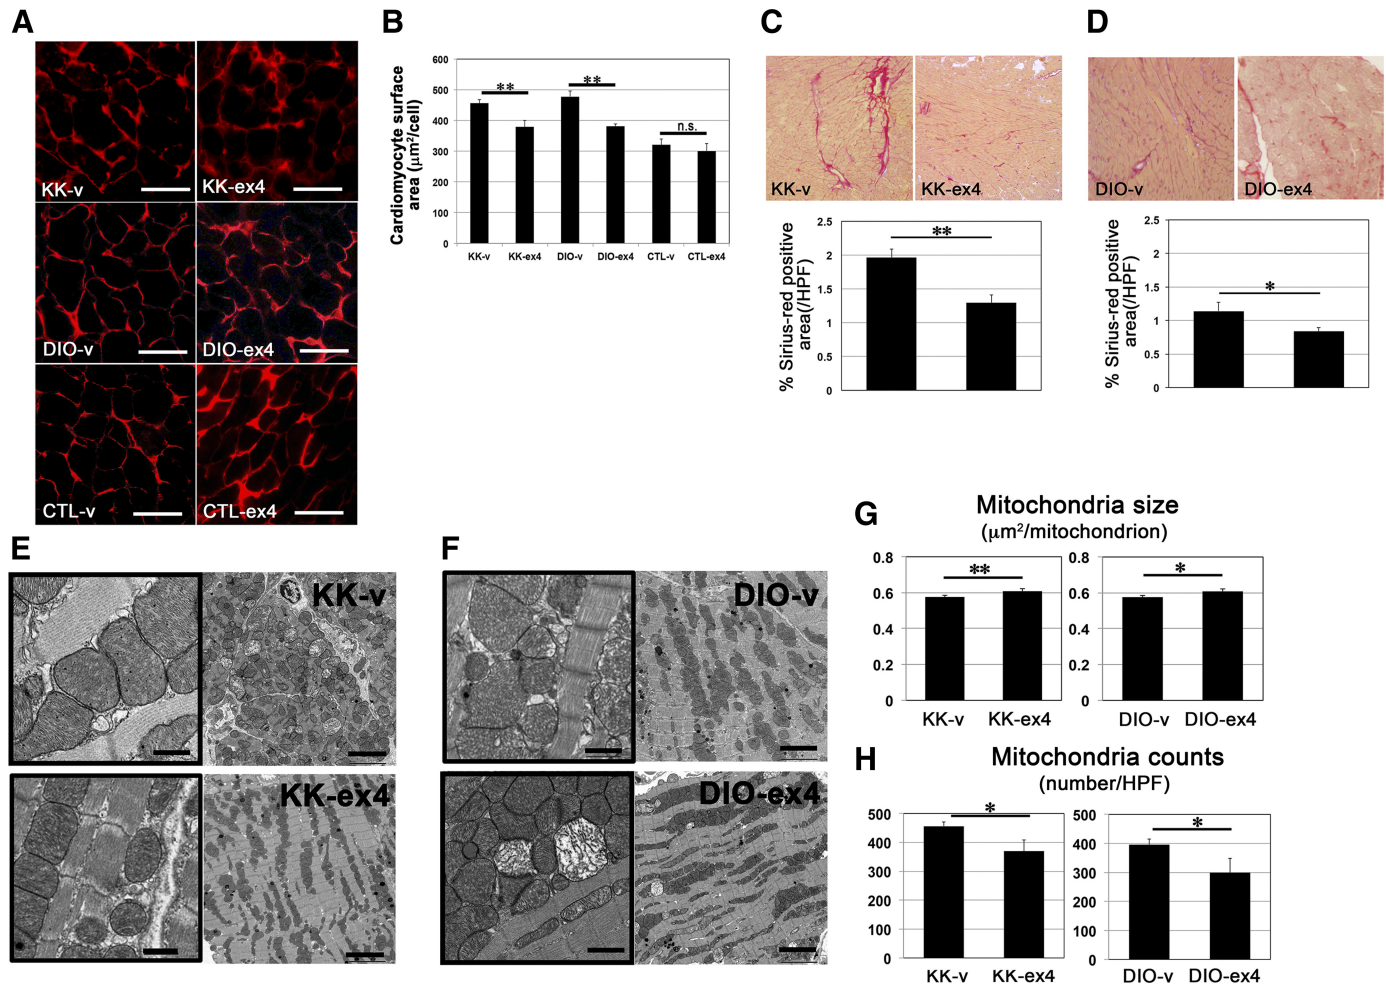 A
KK-v
KK-ex4
DIO-v
DIO-ex4
CTL-v
CTL-ex4
B
Cardiomyocyte surface
area (μm²/cell)
600
500
400
300
200
100
0
**
**
n.s.
KK-v
KK-ex4
DIO-v
DIO-ex4
CTL-v
CTL-ex4
C
KK-v
KK-ex4
% Sirius-red positive
area(/HPF)
2.5
2
1.5
1
0.5
0
**
D
DIO-v
DIO-ex4
% Sirius-red positive
area(/HPF)
2.5
2
1.5
1
0.5
0
*
E
KK-v
KK-ex4
F
DIO-v
DIO-ex4
G
Mitochondria size
(μm²/mitochondrion)
0.8
0.6
0.4
0.2
0
**
KK-v
KK-ex4
0.8
0.6
0.4
0.2
0
*
DIO-v
DIO-ex4
H
Mitochondria counts
(number/HPF)
500
400
300
200
100
0
*
KK-v
KK-ex4
500
400
300
200
100
0
*
DIO-v
DIO-ex4